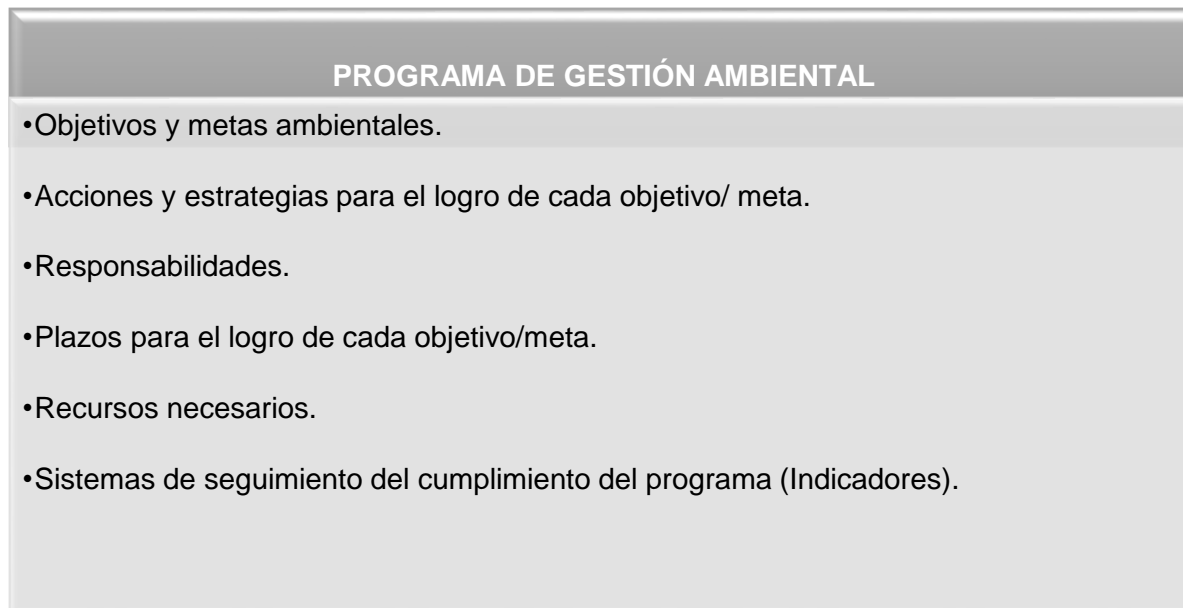 PROGRAMA DE GESTIÓN AMBIENTAL
•Objetivos y metas ambientales.
•Acciones y estrategias para el logro de cada objetivo/ meta.
•Responsabilidades.
•Plazos para el logro de cada objetivo/meta.
•Recursos necesarios.
•Sistemas de seguimiento del cumplimiento del programa (Indicadores).